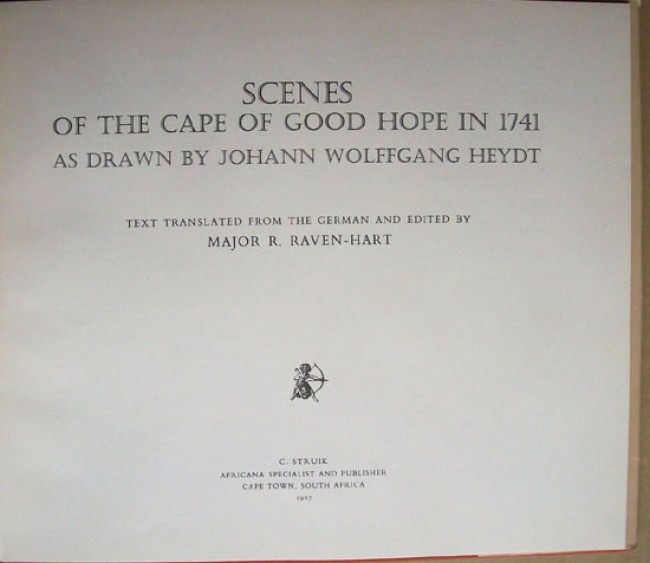 SCENES
OF THE CAPE OF GOOD HOPE IN 1741
AS DRAWN BY JOHANN WOLFFGANG HEYDT
TEXT TRANSLATED FROM THE GERMAN AND EDITED BY
MAJOR R. RAVEN-HART
C. STRUIK
AFRICANA SPECIALIST AND PUBLISHER
CAPE TOWN, SOUTH AFRICA